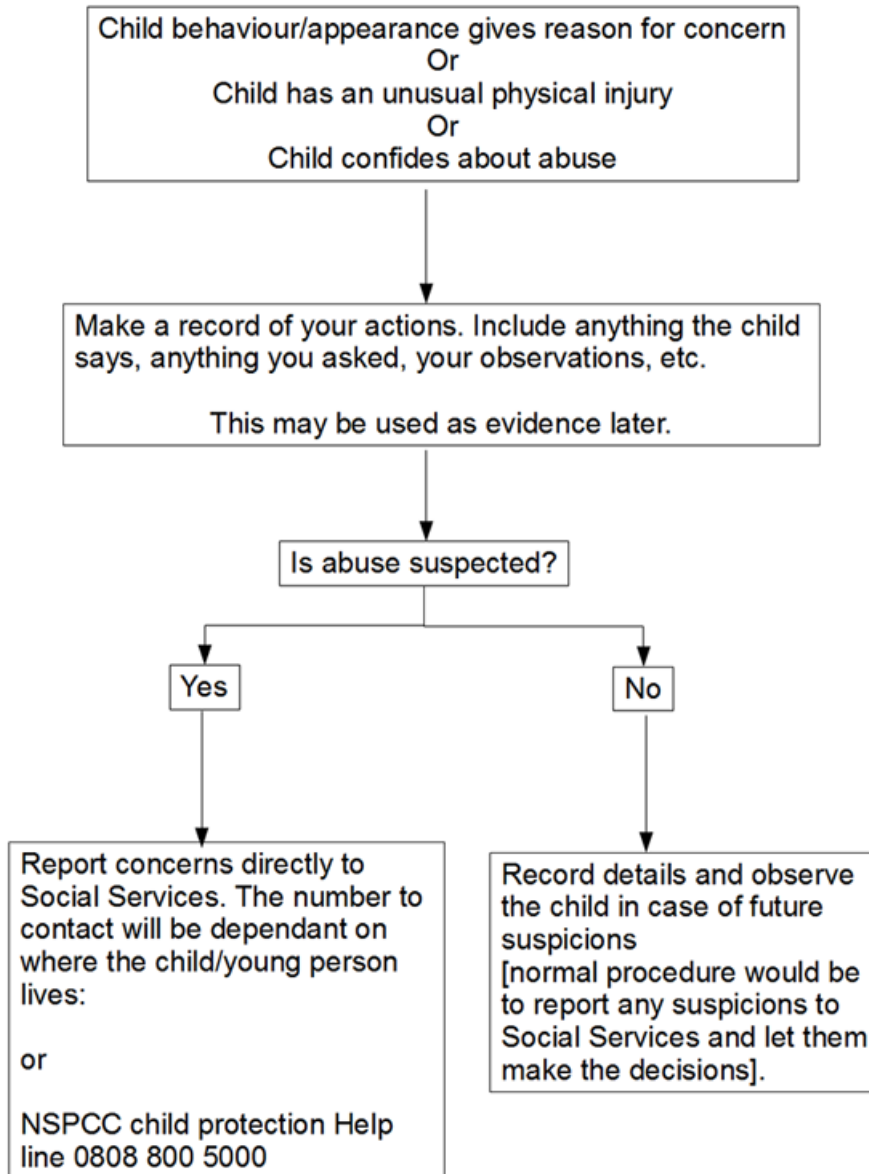 Child behaviour/appearance gives reason for concern
Or
Child has an unusual physical injury
Or
Child confides about abuse
Make a record of your actions. Include anything the child
says, anything you asked, your observations, etc.
This may be used as evidence later.
Is abuse suspected?
Yes
No
Report concerns directly to
Social Services. The number to
contact will be dependant on
where the child/young person
lives:
or
NSPCC child protection Help
line 0808 800 5000
Record details and observe
the child in case of future
suspicions
[normal procedure would be
to report any suspicions to
Social Services and let them
make the decisions].